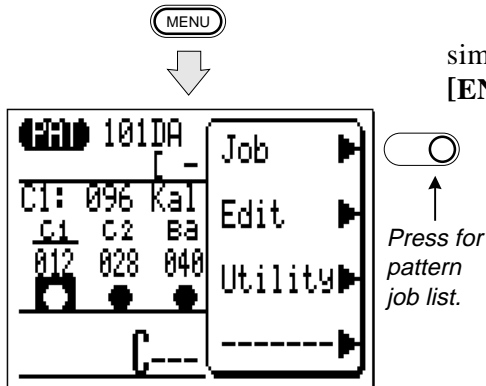 MENU
sim
[EN
PAT 101DA
[ -
C1: 096 Kal
C1 C2 Ba
012 028 040
C---
Job
Edit
Utility
-------
Press for
pattern
job list.